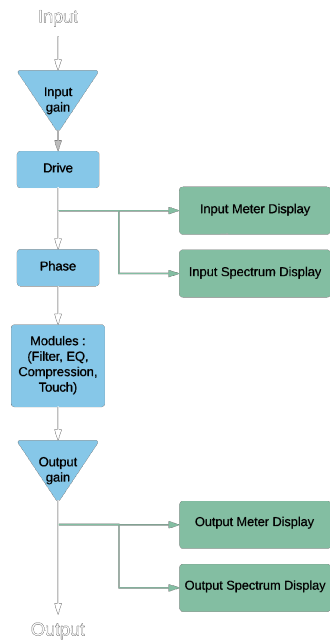 Input
Input
gain
Drive
Input Meter Display
Phase
Input Spectrum Display
Modules :
(Filter, EQ,
Compression,
Touch)
Output
gain
Output Meter Display
Output Spectrum Display
Output